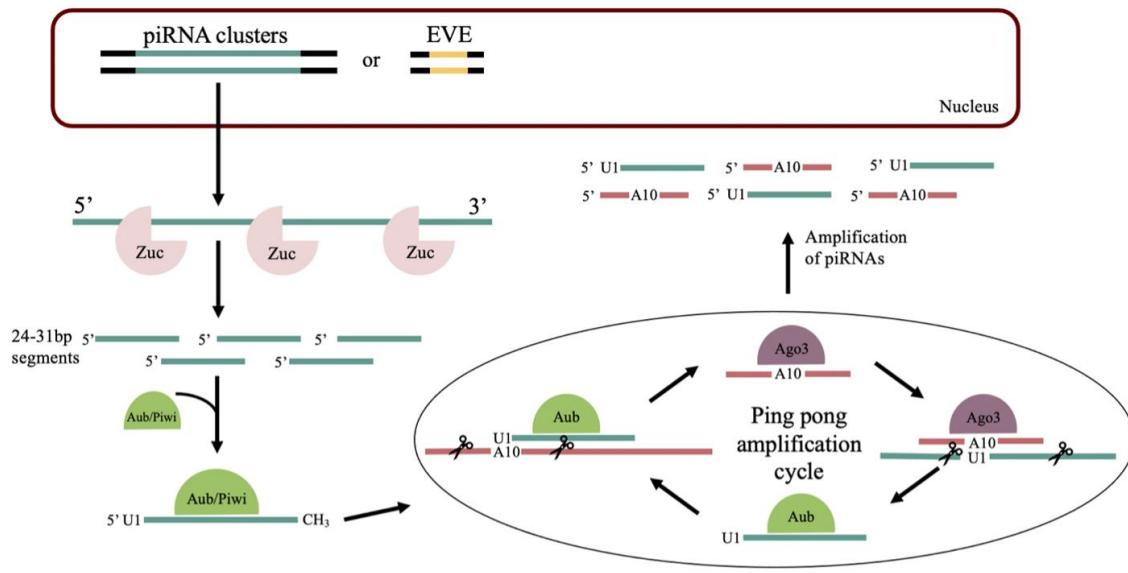 piRNA clusters
or
EVE
Nucleus
5’
3’
Zuc
Zuc
Zuc
24-31bp
segments
5’
5’
5’
5’
5’
Aub/Piwi
Aub/Piwi
5’ U1
CH₃
5’ U1
5’ A10
5’ U1
5’ A10
5’ U1
5’ A10
Amplification
of piRNAs
Ago3
A10
Aub
U1
A10
Ping pong
amplification
cycle
Ago3
A10
U1
Aub
U1